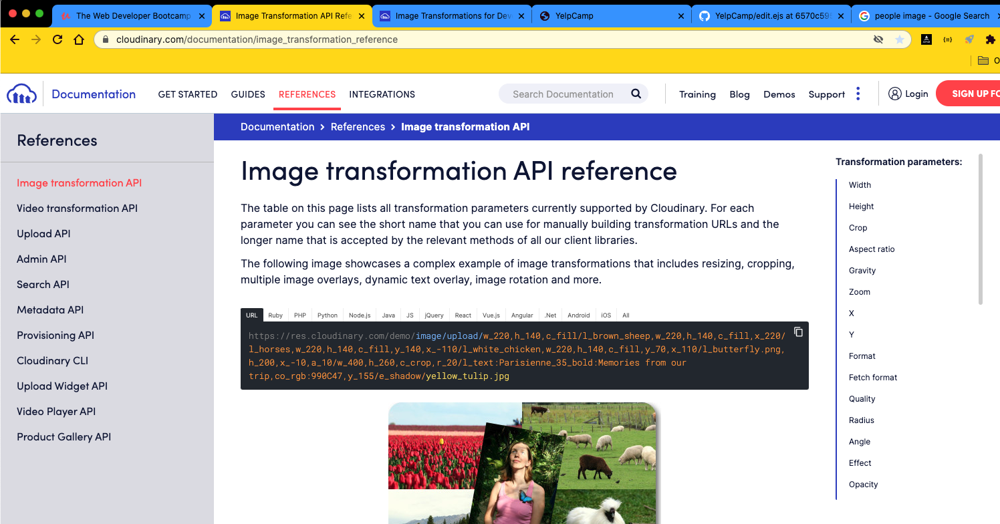 The Web Developer Bootcamp
Image Transformation API Refe
Image Transformations for Dev
YelpCamp
YelpCamp/edit.ejs at 6570c595
people image - Google Search
cloudinary.com/documentation/image_transformation_reference
Documentation
GET STARTED
GUIDES
REFERENCES
INTEGRATIONS
Search Documentation
Training
Blog
Demos
Support
Login
SIGN UP FO
References
Documentation > References > Image transformation API
Image transformation API
Video transformation API
Upload API
Admin API
Search API
Metadata API
Provisioning API
Cloudinary CLI
Upload Widget API
Video Player API
Product Gallery API
Image transformation API reference
The table on this page lists all transformation parameters currently supported by Cloudinary. For each
parameter you can see the short name that you can use for manually building transformation URLs and the
longer name that is accepted by the relevant methods of all our client libraries.
The following image showcases a complex example of image transformations that includes resizing, cropping,
multiple image overlays, dynamic text overlay, image rotation and more.
URL
Ruby
PHP
Python
Node.js
Java
JS
jQuery
React
Vue.js
Angular
.Net
Android
iOS
All
https://res.cloudinary.com/demo/image/upload/w_220,h_140,c_fill/l_brown_sheep,w_220,h_140,c_fill,x_220/
l_horses,w_220,h_140,c_fill,y_140,x_-110/l_white_chicken,w_220,h_140,c_fill,y_70,x_110/l_butterfly.png,
h_200,x_-10,a_10/w_400,h_260,c_crop,r_20/l_text:Parisienne_35_bold:Memories from our
trip,co_rgb:990C47,y_155/e_shadow/yellow_tulip.jpg
Transformation parameters:
Width
Height
Crop
Aspect ratio
Gravity
Zoom
X
Y
Format
Fetch format
Quality
Radius
Angle
Effect
Opacity